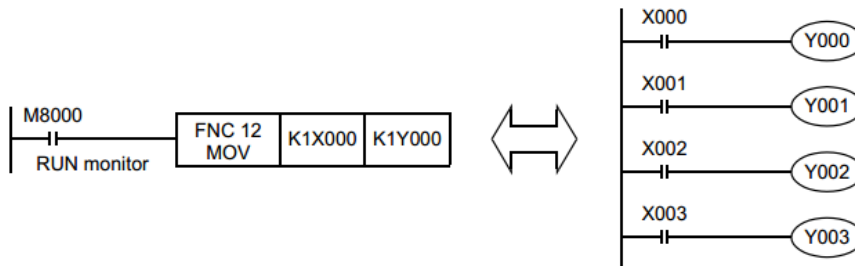 M8000
RUN monitor
FNC 12
MOV
K1X000
K1Y000
X000
Y000
X001
Y001
X002
Y002
X003
Y003